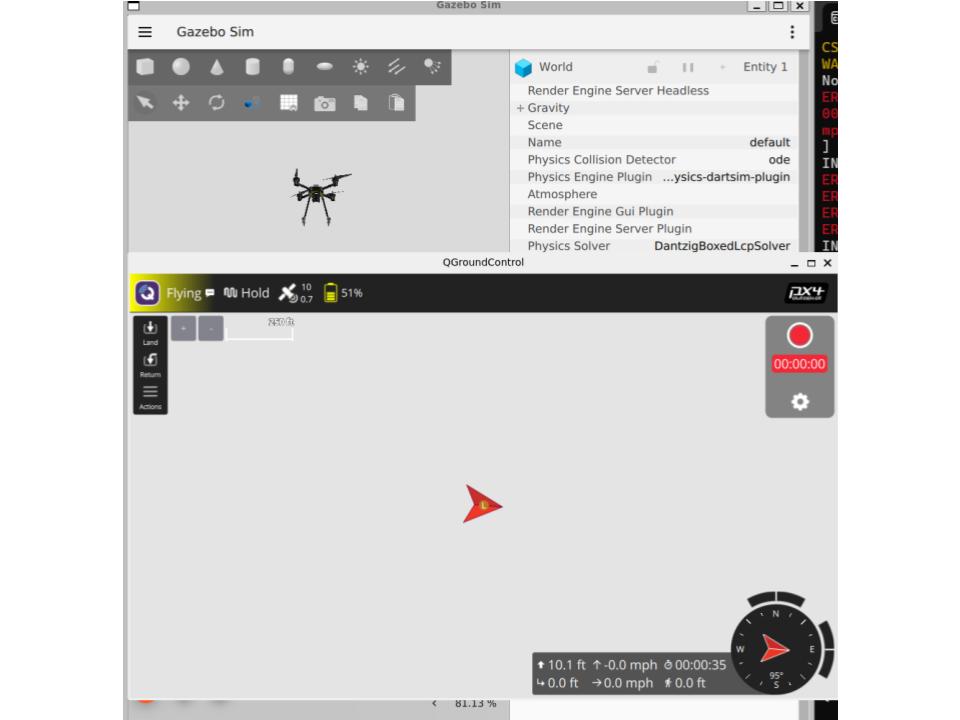 Gazebo Sim
Gazebo Sim
World
Entity 1
Render Engine Server Headless
+ Gravity
Scene
Name default
Physics Collision Detector ode
Physics Engine Plugin ...ysics-dartsim-plugin
Atmosphere
Render Engine Gui Plugin
Render Engine Server Plugin
Physics Solver DantzigBoxedLcpSolver
CS
WA
No
ER
00
mp
]
IN
ER
ER
ER
IN
QGroundControl
Flying Hold 10 0.7 51%
PX4
+ - 250 ft
Land
Return
Actions
00:00:00
L
N
W E
95°
S
10.1 ft -0.0 mph 00:00:35
0.0 ft 0.0 mph 0.0 ft
81.13 %